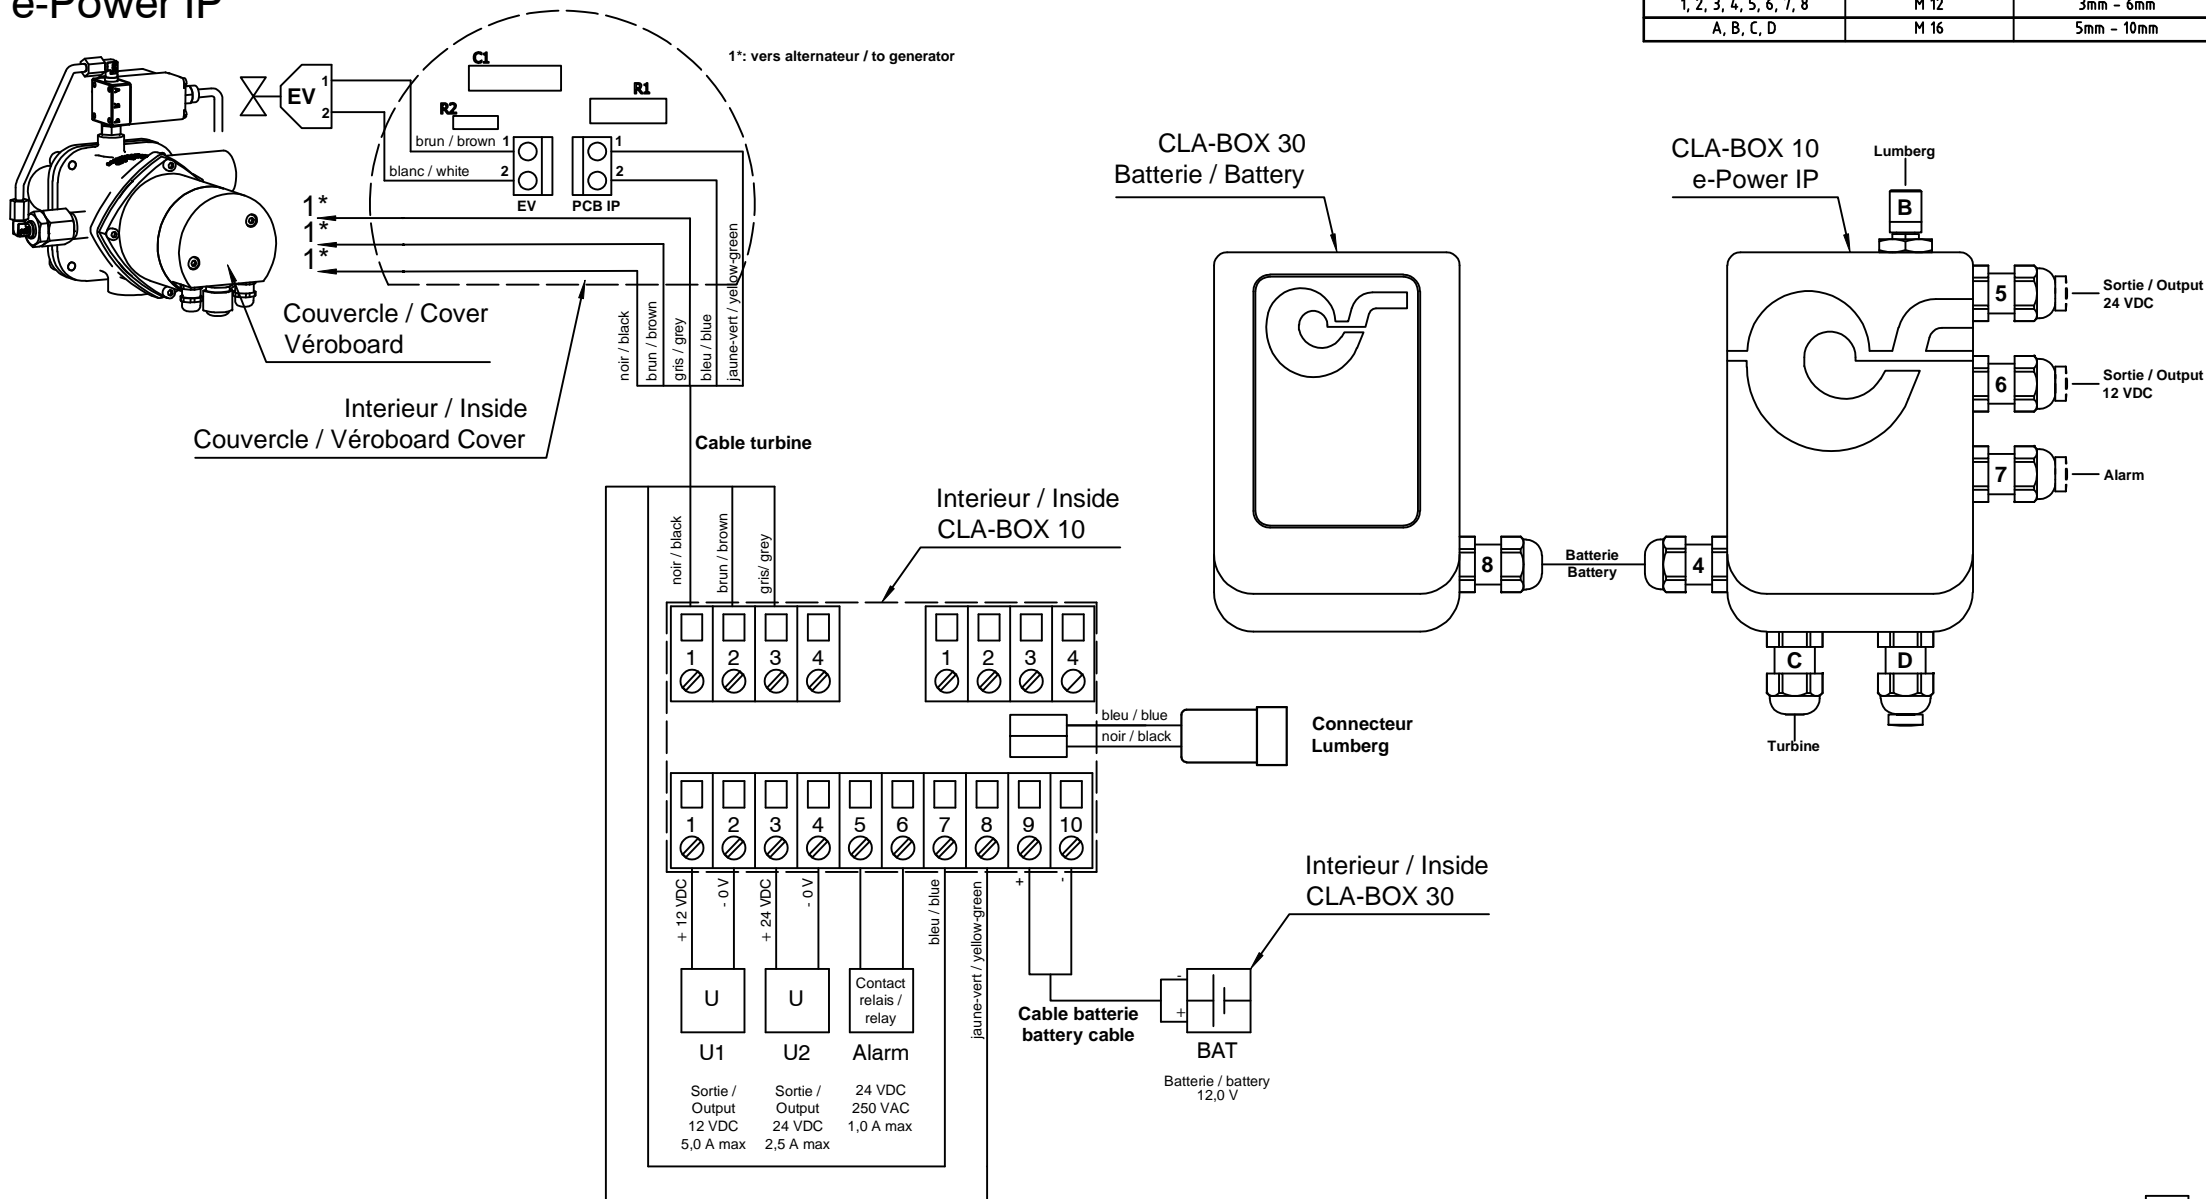 e-Power IP
1, 2, 3, 4, 5, 6, 7, 8 M 12 3mm - 6mm
A, B, C, D M 16 5mm - 10mm
1*: vers alternateur / to generator
EV
1
2
C1
R1
R2
brun / brown 1
blanc / white 2
EV
1
2
PCB IP
1*
1*
1*
noir / black
brun / brown
gris / grey
bleu / blue
jaune-vert / yellow-green
Couvercle / Cover
Véroboard
Interieur / Inside
Couvercle / Véroboard Cover
Cable turbine
CLA-BOX 30
Batterie / Battery
CLA-BOX 10
e-Power IP
Lumberg
B
5
Sortie / Output
24 VDC
6
Sortie / Output
12 VDC
7
Alarm
8
Batterie
Battery
4
C
D
Turbine
Interieur / Inside
CLA-BOX 10
noir / black
brun / brown
gris/ grey
1 2 3 4
1 2 3 4
bleu / blue
noir / black
Connecteur
Lumberg
1 2 3 4 5 6 7 8 9 10
+ 12 VDC
- 0 V
+ 24 VDC
- 0 V
bleu / blue
jaune-vert / yellow-green
+
-
Interieur / Inside
CLA-BOX 30
U
U
Contact
relais /
relay
-
+
Cable batterie
battery cable
U1
U2
Alarm
BAT
Batterie / battery
12,0 V
Sortie /
Output
12 VDC
5,0 A max
Sortie /
Output
24 VDC
2,5 A max
24 VDC
250 VAC
1,0 A max